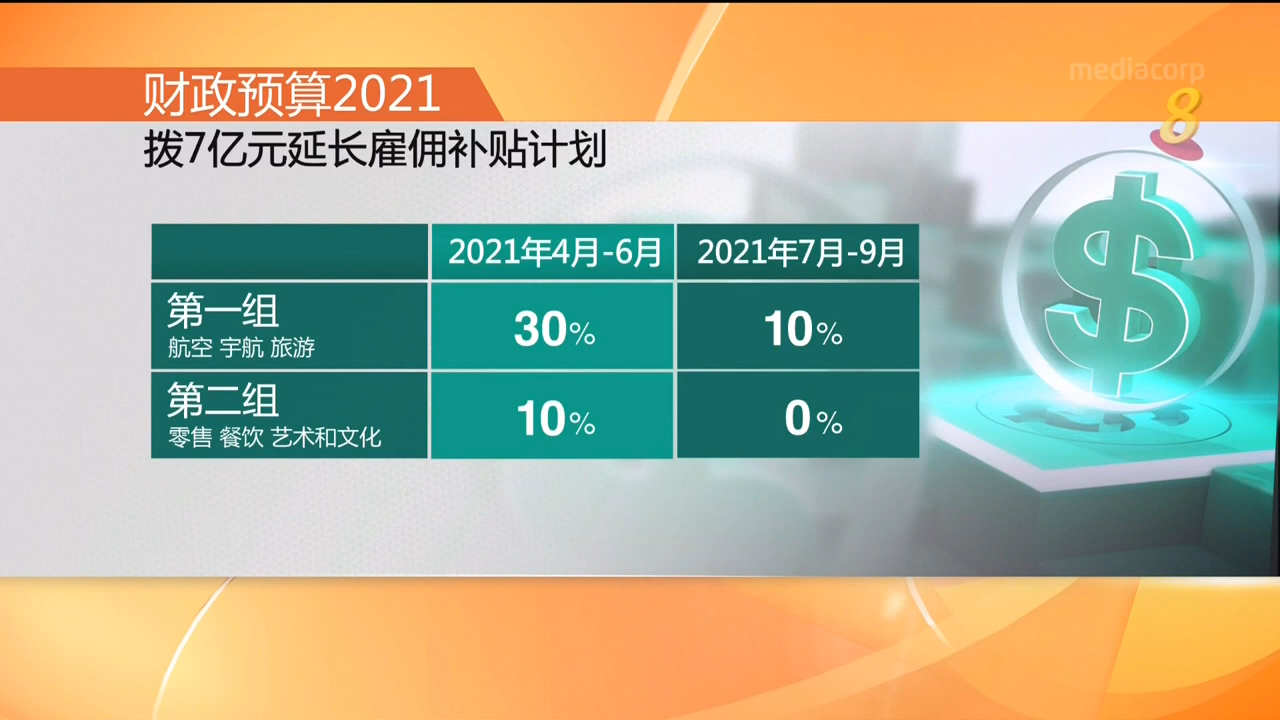 mediacorp
8
财政预算2021
拨7亿元延长雇佣补贴计划
2021年4月-6月 2021年7月-9月
第一组
航空 宇航 旅游
30% 10%
第二组
零售 餐饮 艺术和文化
10% 0%